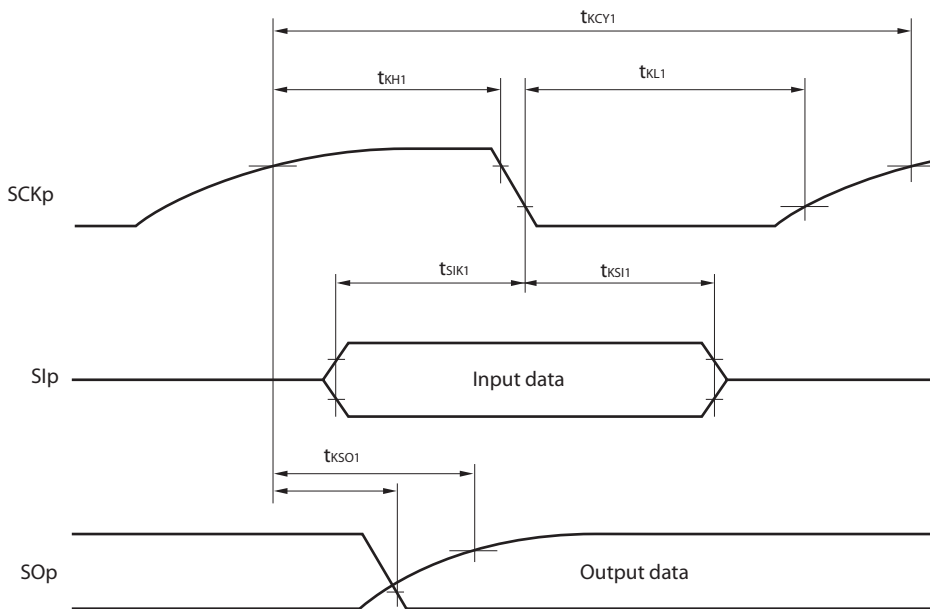 tKCY1
tKH1
tKL1
SCKp
tSIK1
tKSI1
SIp
Input data
tKSO1
SOp
Output data